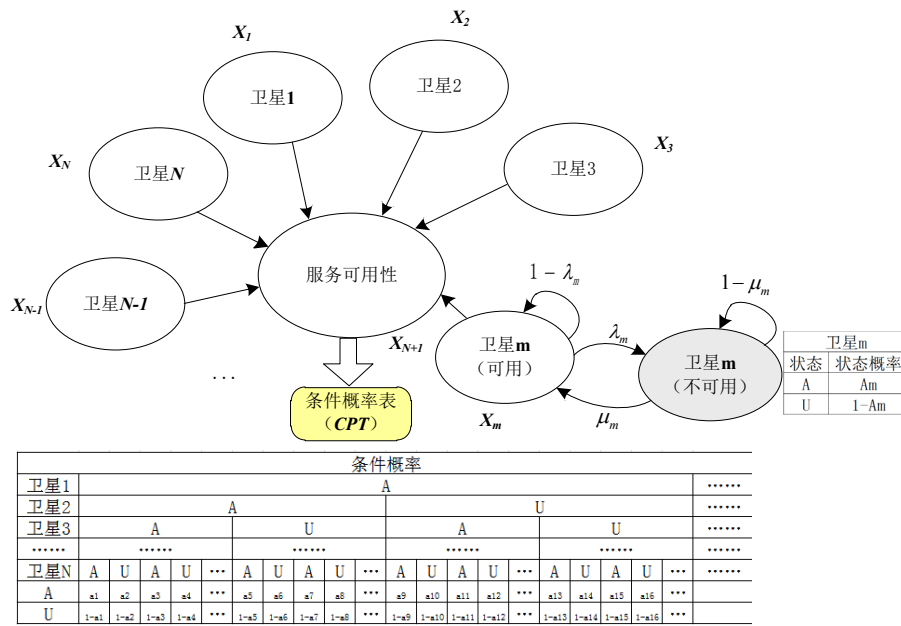 X1
X2
卫星1
卫星2
XN
X3
卫星N
卫星3
服务可用性
XN-1
卫星N-1
1-λm
1-μm
XN+1
λm
卫星m
（可用）
卫星m
（不可用）
卫星m
状态 状态概率
A Am
U 1-Am
...
条件概率表
（CPT）
Xm
μm
条件概率
卫星1 A ……
卫星2 A U ……
卫星3 A U A U ……
…… …… …… …… …… ……
卫星N A U A U … A U A U … A U A U … A U A U … ……
A a1 a2 a3 a4 … a5 a6 a7 a8 … a9 a10 a11 a12 … a13 a14 a15 a16 …
U 1-a1 1-a2 1-a3 1-a4 … 1-a5 1-a6 1-a7 1-a8 … 1-a9 1-a10 1-a11 1-a12 … 1-a13 1-a14 1-a15 1-a16 …